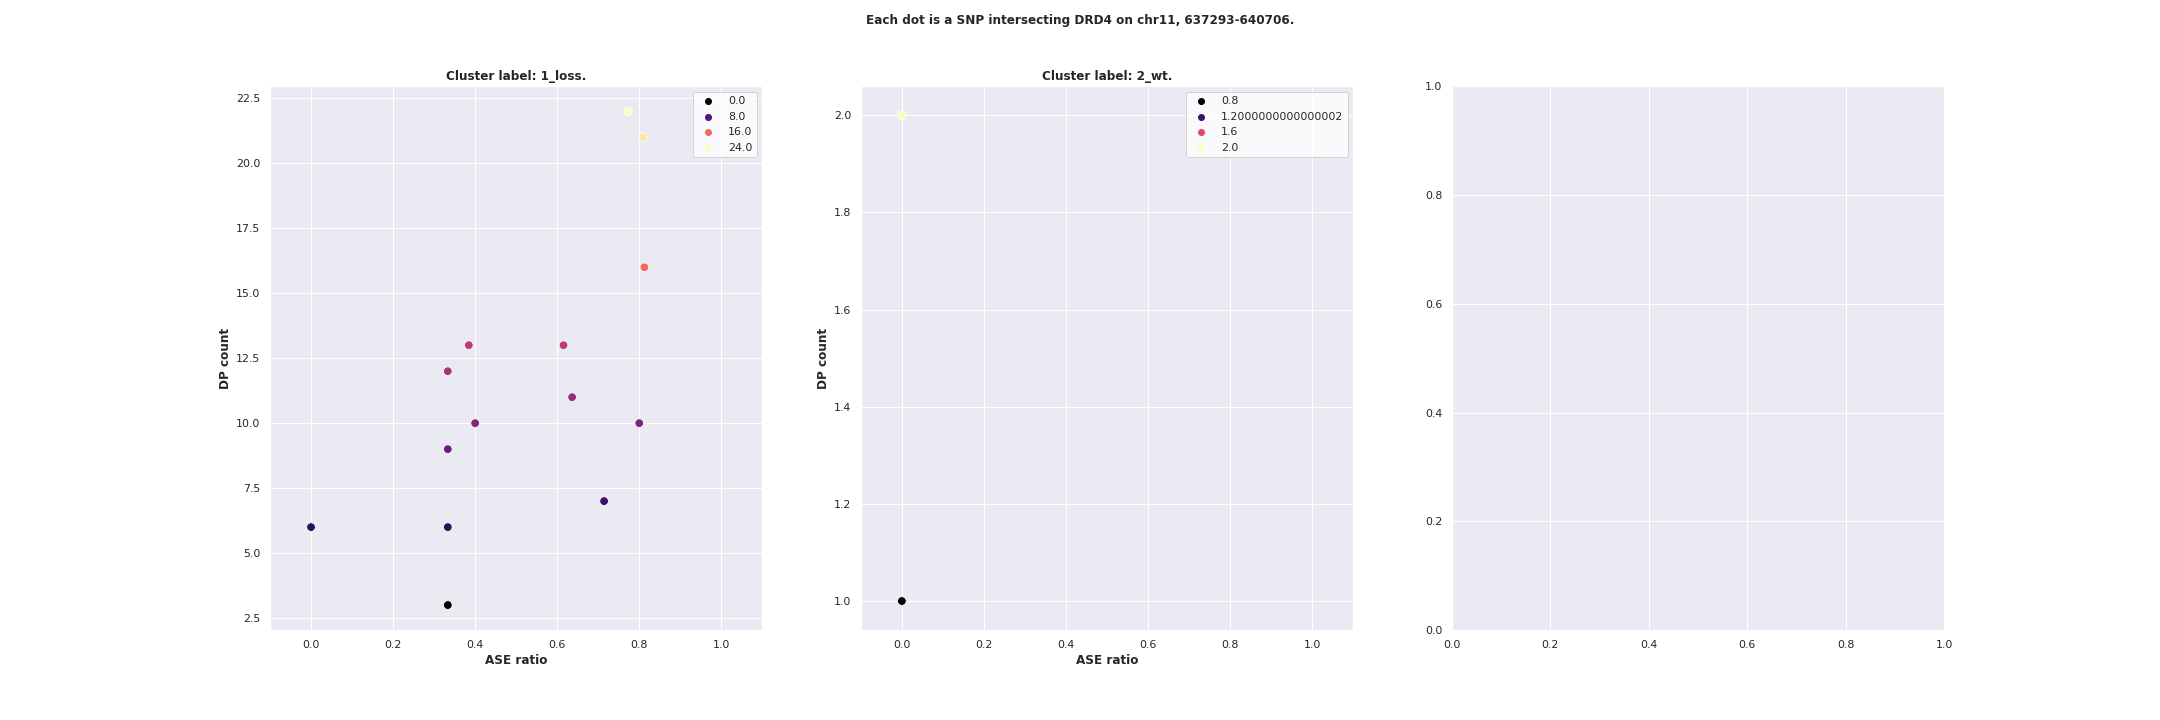 Each dot is a SNP intersecting DRD4 on chr11, 637293-640706.
Cluster label: 1_loss.
22.5
20.0
17.5
15.0
12.5
10.0
7.5
5.0
2.5
DP count
0.0
8.0
16.0
24.0
0.0 0.2 0.4 0.6 0.8 1.0
ASE ratio
Cluster label: 2_wt.
2.0
1.8
1.6
1.4
1.2
1.0
DP count
0.8
1.2000000000000002
1.6
2.0
0.0 0.2 0.4 0.6 0.8 1.0
ASE ratio
1.0
0.8
0.6
0.4
0.2
0.0
0.0 0.2 0.4 0.6 0.8 1.0